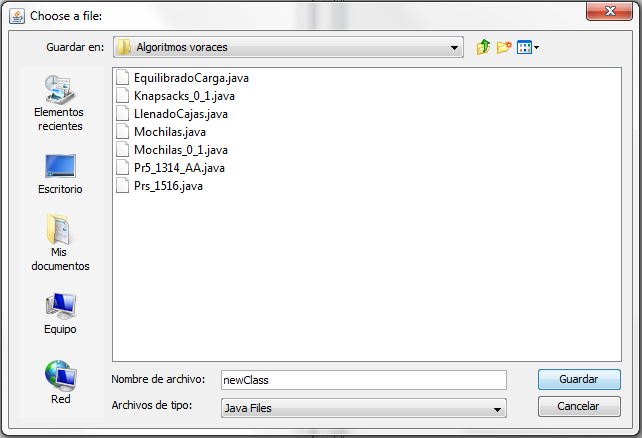 Choose a file:
Guardar en:
Algoritmos voraces
Elementos
recientes
Escritorio
Mis
documentos
Equipo
Red
EquilibradoCarga.java
Knapsacks_0_1.java
LlenadoCajas.java
Mochilas.java
Mochilas_0_1.java
Pr5_1314_AA.java
Prs_1516.java
Nombre de archivo:
newClass
Guardar
Archivos de tipo:
Java Files
Cancelar